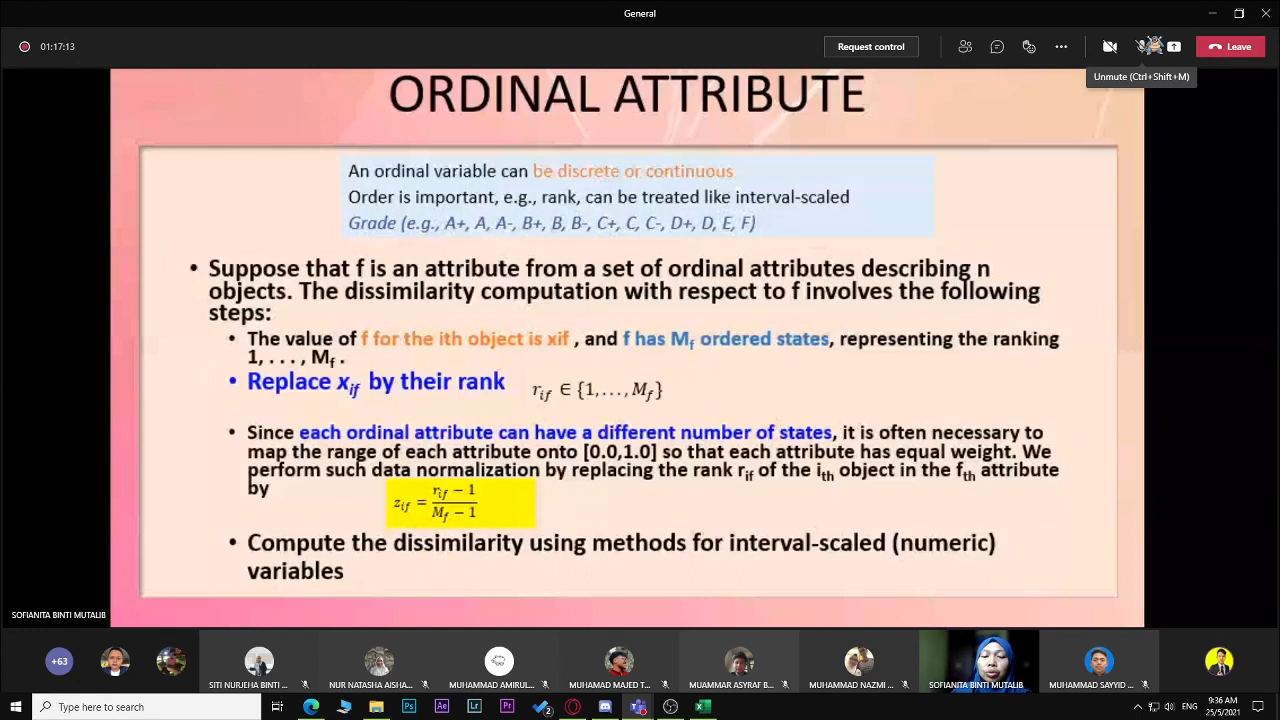 General
01:17:13
Request control
Leave
Unmute (Ctrl+Shift+M)
ORDINAL ATTRIBUTE
An ordinal variable can be discrete or continuous
Order is important, e.g., rank, can be treated like interval-scaled
Grade (e.g., A+, A, A-, B+, B, B-, C+, C, C-, D+, D, E, F)
• Suppose that f is an attribute from a set of ordinal attributes describing n
objects. The dissimilarity computation with respect to f involves the following
steps:
• The value of f for the ith object is xif , and f has Mf ordered states, representing the ranking
1, . . . , Mf .
• Replace xif by their rank rif ∈ {1, . . . , Mf}
• Since each ordinal attribute can have a different number of states, it is often necessary to
map the range of each attribute onto [0.0,1.0] so that each attribute has equal weight. We
perform such data normalization by replacing the rank rif of the ith object in the fth attribute
by
zif = (rif − 1) / (Mf − 1)
• Compute the dissimilarity using methods for interval-scaled (numeric)
variables
SOFIANITA BINTI MUTALIB
+63
SITI NURJEHA BINTI ...
NUR NATASHA AISHA...
MUHAMMAD AMIRUL...
MUHAMAD MAJED T...
MUAMMAR ASYRAF B...
MUHAMMAD NAZMI ...
SOFIANITA BINTI MUTALIB
MUHAMMAD SAYYID ...
Type here to search
Ps
Ae
Lr
Pr
2
9:36 AM
25/5/2021